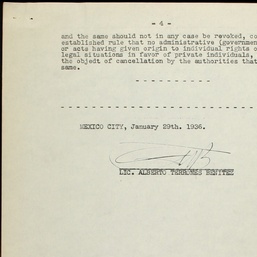 - 4 -
and the same should not in any case be revoked, co
established rule that no administrative (governmen
or acts having given origin to individual rights o
legal situations in favor of private individuals,
the object of cancellation by the authorities that
same.
MEXICO CITY, January 29th. 1936.
LIC. ALBERTO TERRONES BENITEZ